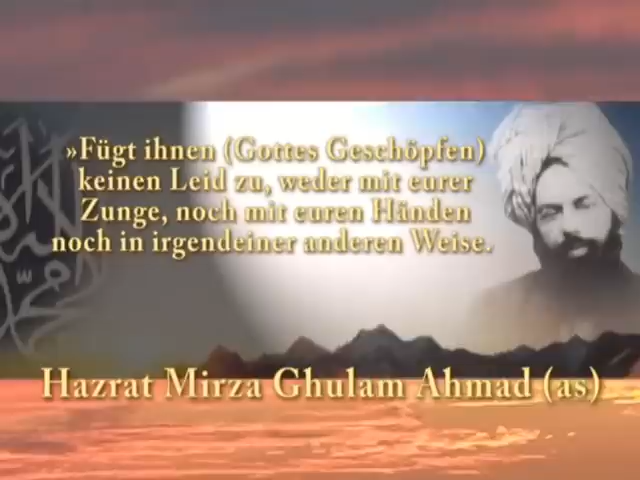 »Fügt ihnen (Gottes Geschöpfen)
keinen Leid zu, weder mit eurer
Zunge, noch mit euren Händen
noch in irgendeiner anderen Weise.
Hazrat Mirza Ghulam Ahmad (as)